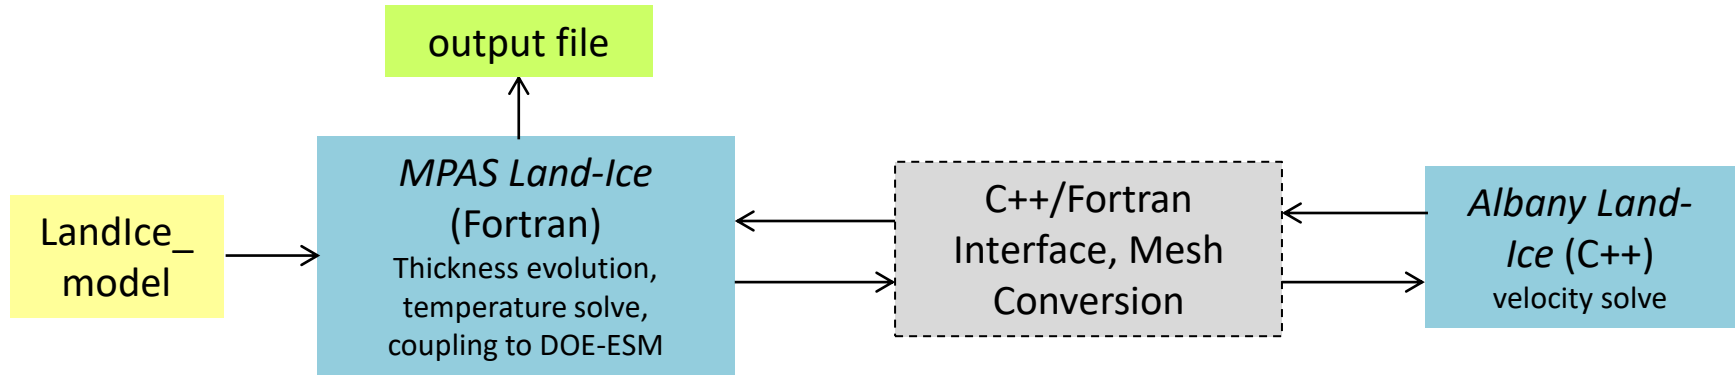 output file
LandIce_
model
MPAS Land-Ice
(Fortran)
Thickness evolution,
temperature solve,
coupling to DOE-ESM
C++/Fortran
Interface, Mesh
Conversion
Albany Land-
Ice (C++)
velocity solve